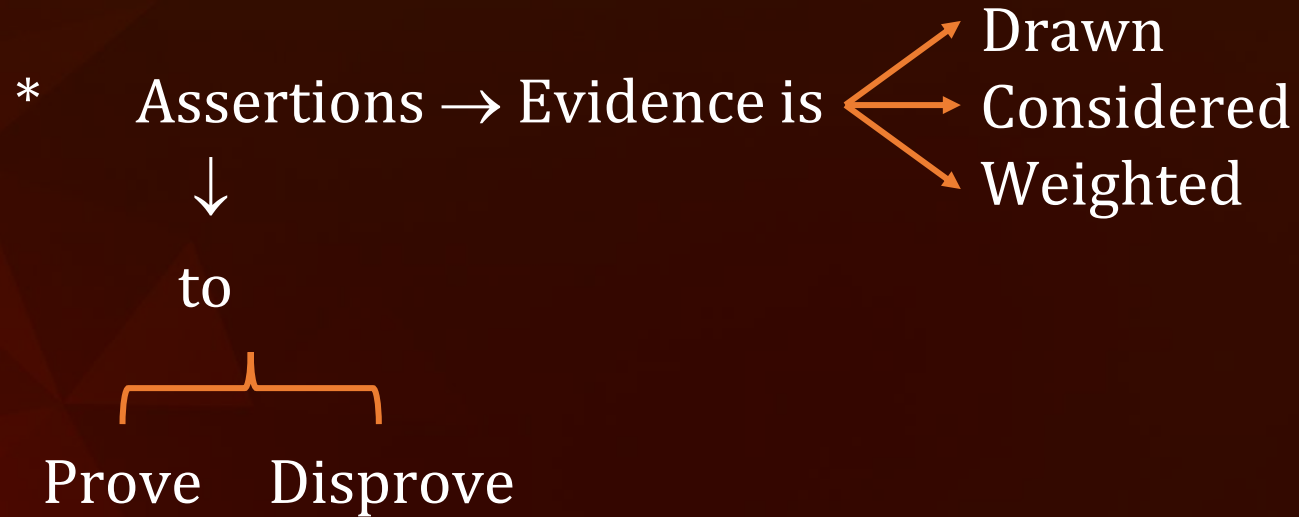 Drawn
* Assertions → Evidence is
Considered
Weighted
↓
to
Prove Disprove